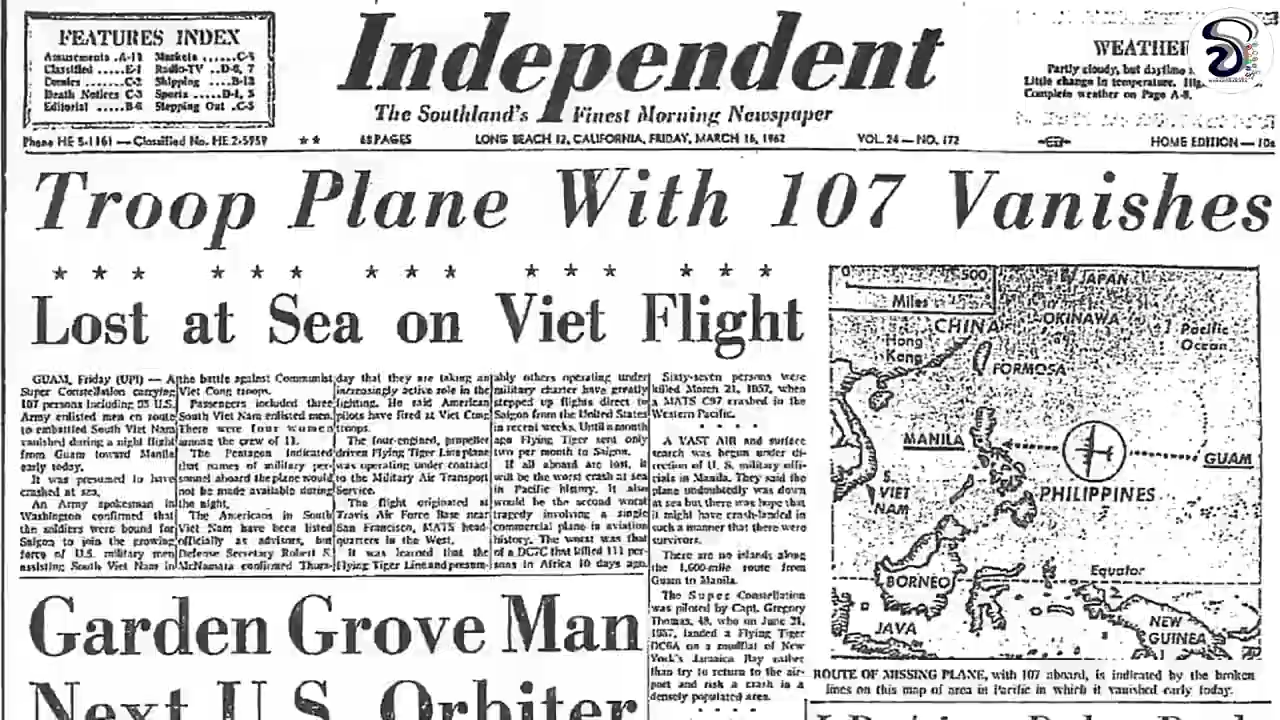 FEATURES INDEX
Amusements .A-11 Markets ......C-5
Classified .....E-1 Radio-TV ..D-6, 7
Comics ......C-2 Shipping ....B-13
Death Notices C-3 Sports .....D-1, 5
Editorial .....B-6 Stepping Out .C-5
Independent
The Southland's Finest Morning Newspaper
WEATHER
Partly cloudy, but daytime
Little change in temperature.
Complete weather on Page A-8.
Phone HE 5-1161 — Classified No. HE 2-5959
★ ★ 68 PAGES
LONG BEACH 12, CALIFORNIA, FRIDAY, MARCH 16, 1962
VOL. 24 — NO. 172
HOME EDITION — 10c
Troop Plane With 107 Vanishes
★ ★ ★ ★ ★ ★ ★ ★ ★ ★ ★ ★ ★ ★ ★
Lost at Sea on Viet Flight
GUAM, Friday (UPI) — A
Super Constellation carrying
107 persons including 93 U.S.
Army enlisted men en route
to embattled South Viet Nam
vanished during a night flight
from Guam toward Manila
early today.
It was presumed to have
crashed at sea.
An Army spokesman in
Washington confirmed that
the soldiers were bound for
Saigon to join the growing
force of U.S. military men
assisting South Viet Nam in
the battle against Communist
Viet Cong troops.
Passengers included three
South Viet Nam enlisted men.
There were four women
among the crew of 11.
The Pentagon indicated
that names of military per-
sonnel aboard the plane would
not be made available during
the night.
The Americans in South
Viet Nam have been listed
officially as advisors, but
Defense Secretary Robert S.
McNamara confirmed Thurs-
day that they are taking an
increasingly active role in the
fighting. He said American
pilots have fired at Viet Cong
troops.
The four-engined, propeller
driven Flying Tiger Line plane
was operating under contract
to the Military Air Transport
Service.
The flight originated at
Travis Air Force Base near
San Francisco, MATS head-
quarters in the West.
It was learned that the
Flying Tiger Line and presum-
ably others operating under
military charter have greatly
stepped up flights direct to
Saigon from the United States
in recent weeks. Until a month
ago Flying Tiger sent only
two per month to Saigon.
If all aboard are lost, it
will be the worst crash at sea
in Pacific history. It also
would be the second worst
tragedy involving a single
commercial plane in aviation
history. The worst was that
of a DC7C that killed 111 per-
sons in Africa 10 days ago.
Sixty-seven persons were
killed March 21, 1957, when
a MATS C97 crashed in the
Western Pacific.
A VAST AIR and surface
search was begun under di-
rection of U. S. military offi-
cials in Manila. They said the
plane undoubtedly was down
at sea but there was hope that
it might have crash-landed in
such a manner that there were
survivors.
There are no islands along
the 1,600-mile route from
Guam to Manila.
The Super Constellation
was piloted by Capt. Gregory
Thomas, 48, who on June 21,
1957, landed a Flying Tiger
DC6A on a mudflat of New
York's Jamaica Bay rather
than try to return to the air-
port and risk a crash in a
densely populated area.
0 500
Miles
JAPAN
CHINA
OKINAWA
Pacific
Ocean
Hong
Kong
FORMOSA
MANILA
GUAM
S.
VIET
NAM
PHILIPPINES
Equator
BORNEO
JAVA
NEW
GUINEA
ROUTE OF MISSING PLANE, with 107 aboard, is indicated by the broken
lines on this map of area in Pacific in which it vanished early today.
Garden Grove Man
Next U.S. Orbiter